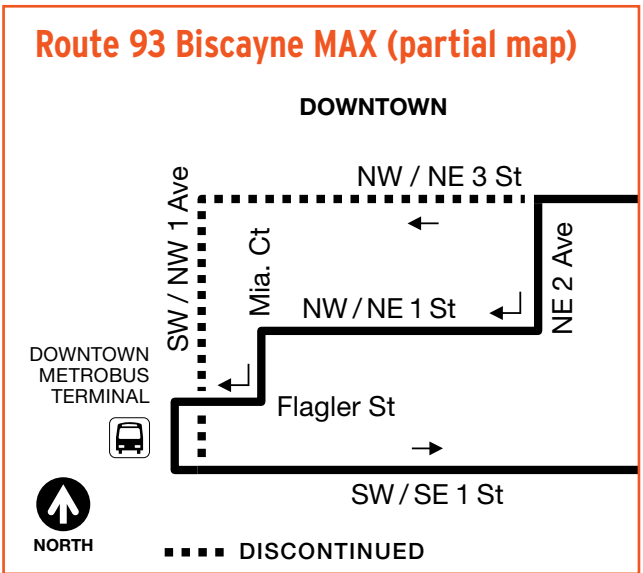 Route 93 Biscayne MAX (partial map)
DOWNTOWN
NW / NE 3 St
SW / NW 1 Ave
Mia. Ct
NE 2 Ave
NW / NE 1 St
DOWNTOWN
METROBUS
TERMINAL
Flagler St
SW / SE 1 St
NORTH
DISCONTINUED